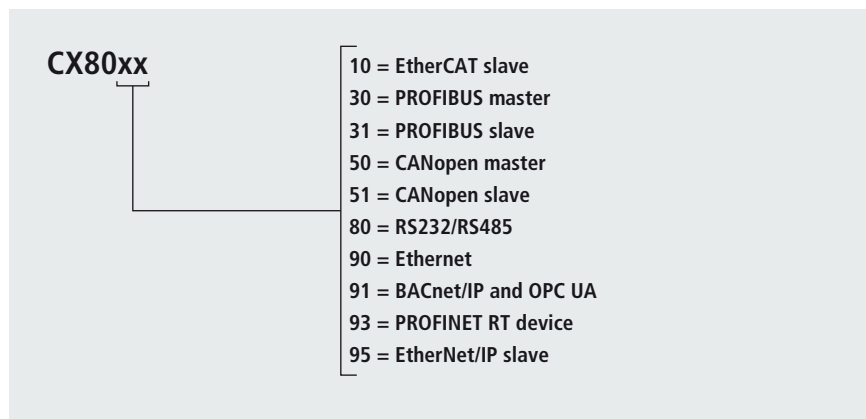 CX80xx
10 = EtherCAT slave
30 = PROFIBUS master
31 = PROFIBUS slave
50 = CANopen master
51 = CANopen slave
80 = RS232/RS485
90 = Ethernet
91 = BACnet/IP and OPC UA
93 = PROFINET RT device
95 = EtherNet/IP slave